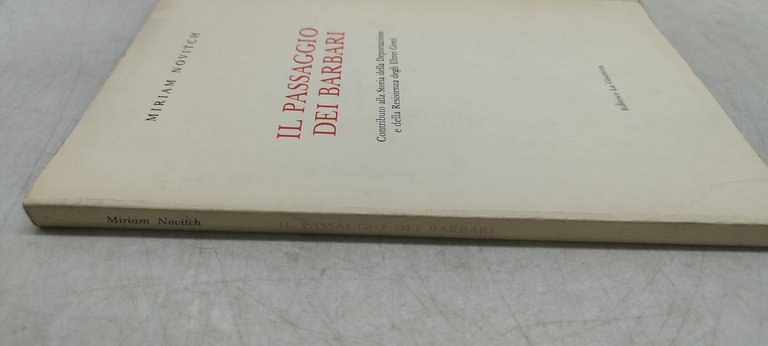 MIRIAM NOVITCH
IL PASSAGGIO
DEI BARBARI
Contributo alla Storia della Deportazione
e della Resistenza degli Ebrei Greci
Editrice La Giuntina
Miriam Novitch
IL PASSAGGIO DEI BARBARI